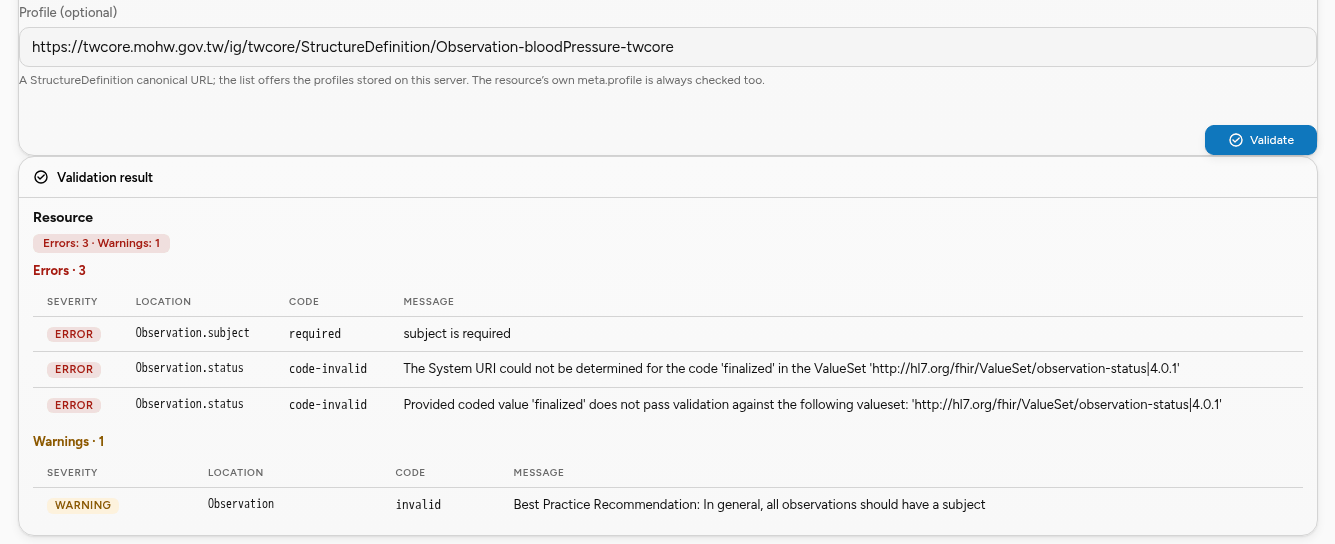 Profile (optional)
https://twcore.mohw.gov.tw/ig/twcore/StructureDefinition/Observation-bloodPressure-twcore
A StructureDefinition canonical URL; the list offers the profiles stored on this server. The resource's own meta.profile is always checked too.
Validate
Validation result
Resource
Errors: 3 · Warnings: 1
Errors · 3
SEVERITY LOCATION CODE MESSAGE
ERROR Observation.subject required subject is required
ERROR Observation.status code-invalid The System URI could not be determined for the code 'finalized' in the ValueSet 'http://hl7.org/fhir/ValueSet/observation-status|4.0.1'
ERROR Observation.status code-invalid Provided coded value 'finalized' does not pass validation against the following valueset: 'http://hl7.org/fhir/ValueSet/observation-status|4.0.1'
Warnings · 1
SEVERITY LOCATION CODE MESSAGE
WARNING Observation invalid Best Practice Recommendation: In general, all observations should have a subject